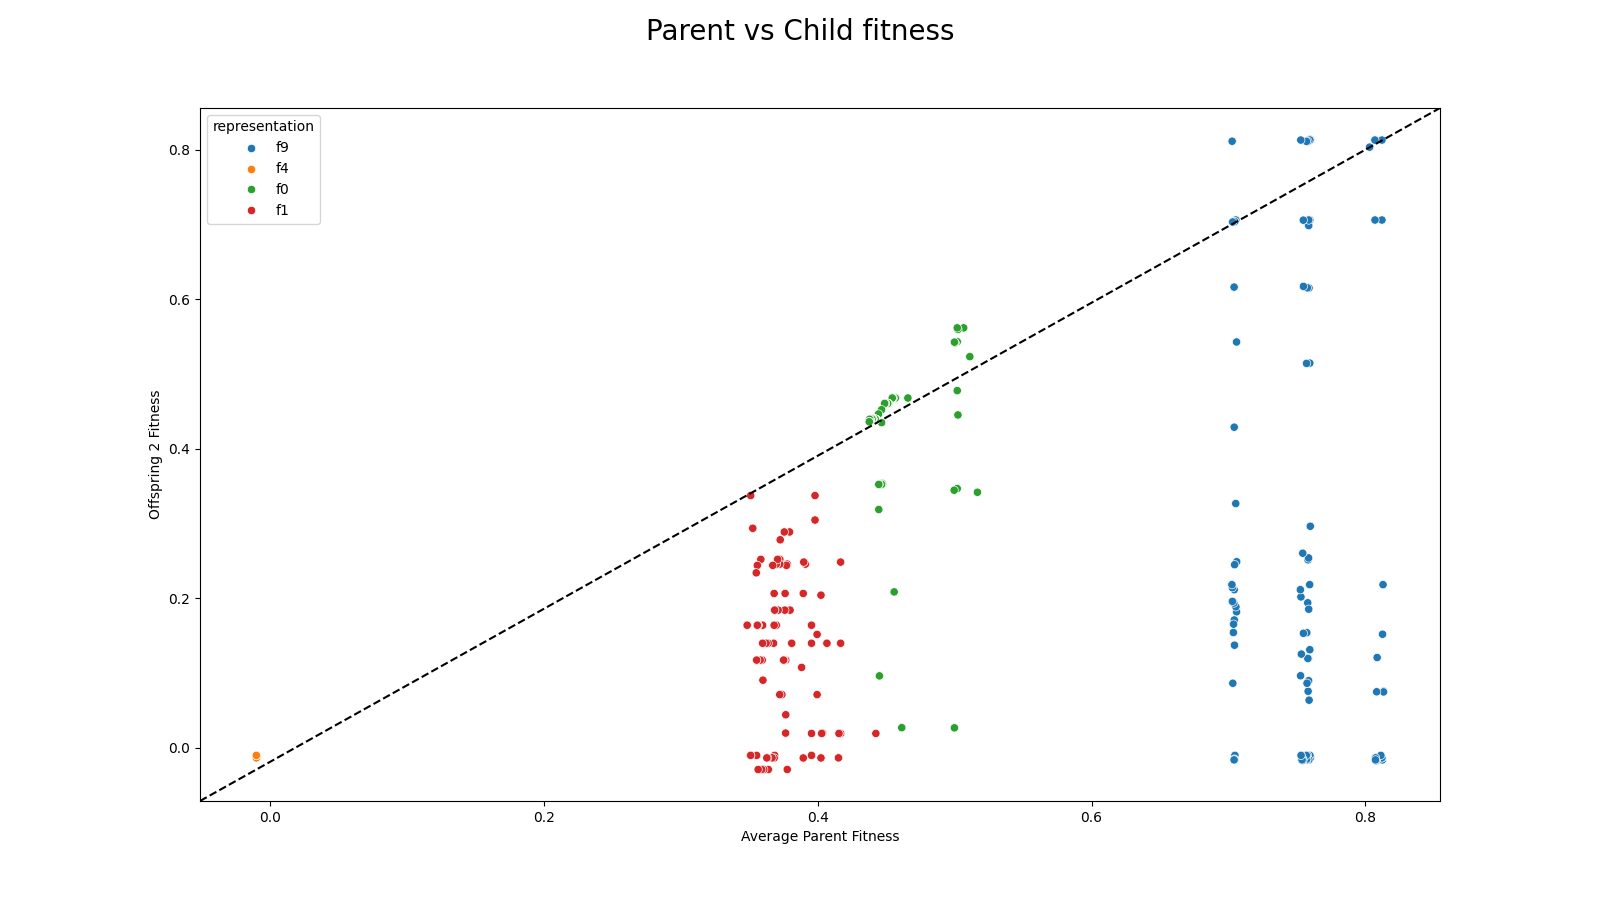 Parent vs Child fitness
representation
f9
f4
f0
f1
0.8
0.6
0.4
0.2
0.0
Offspring 2 Fitness
0.0 0.2 0.4 0.6 0.8
Average Parent Fitness